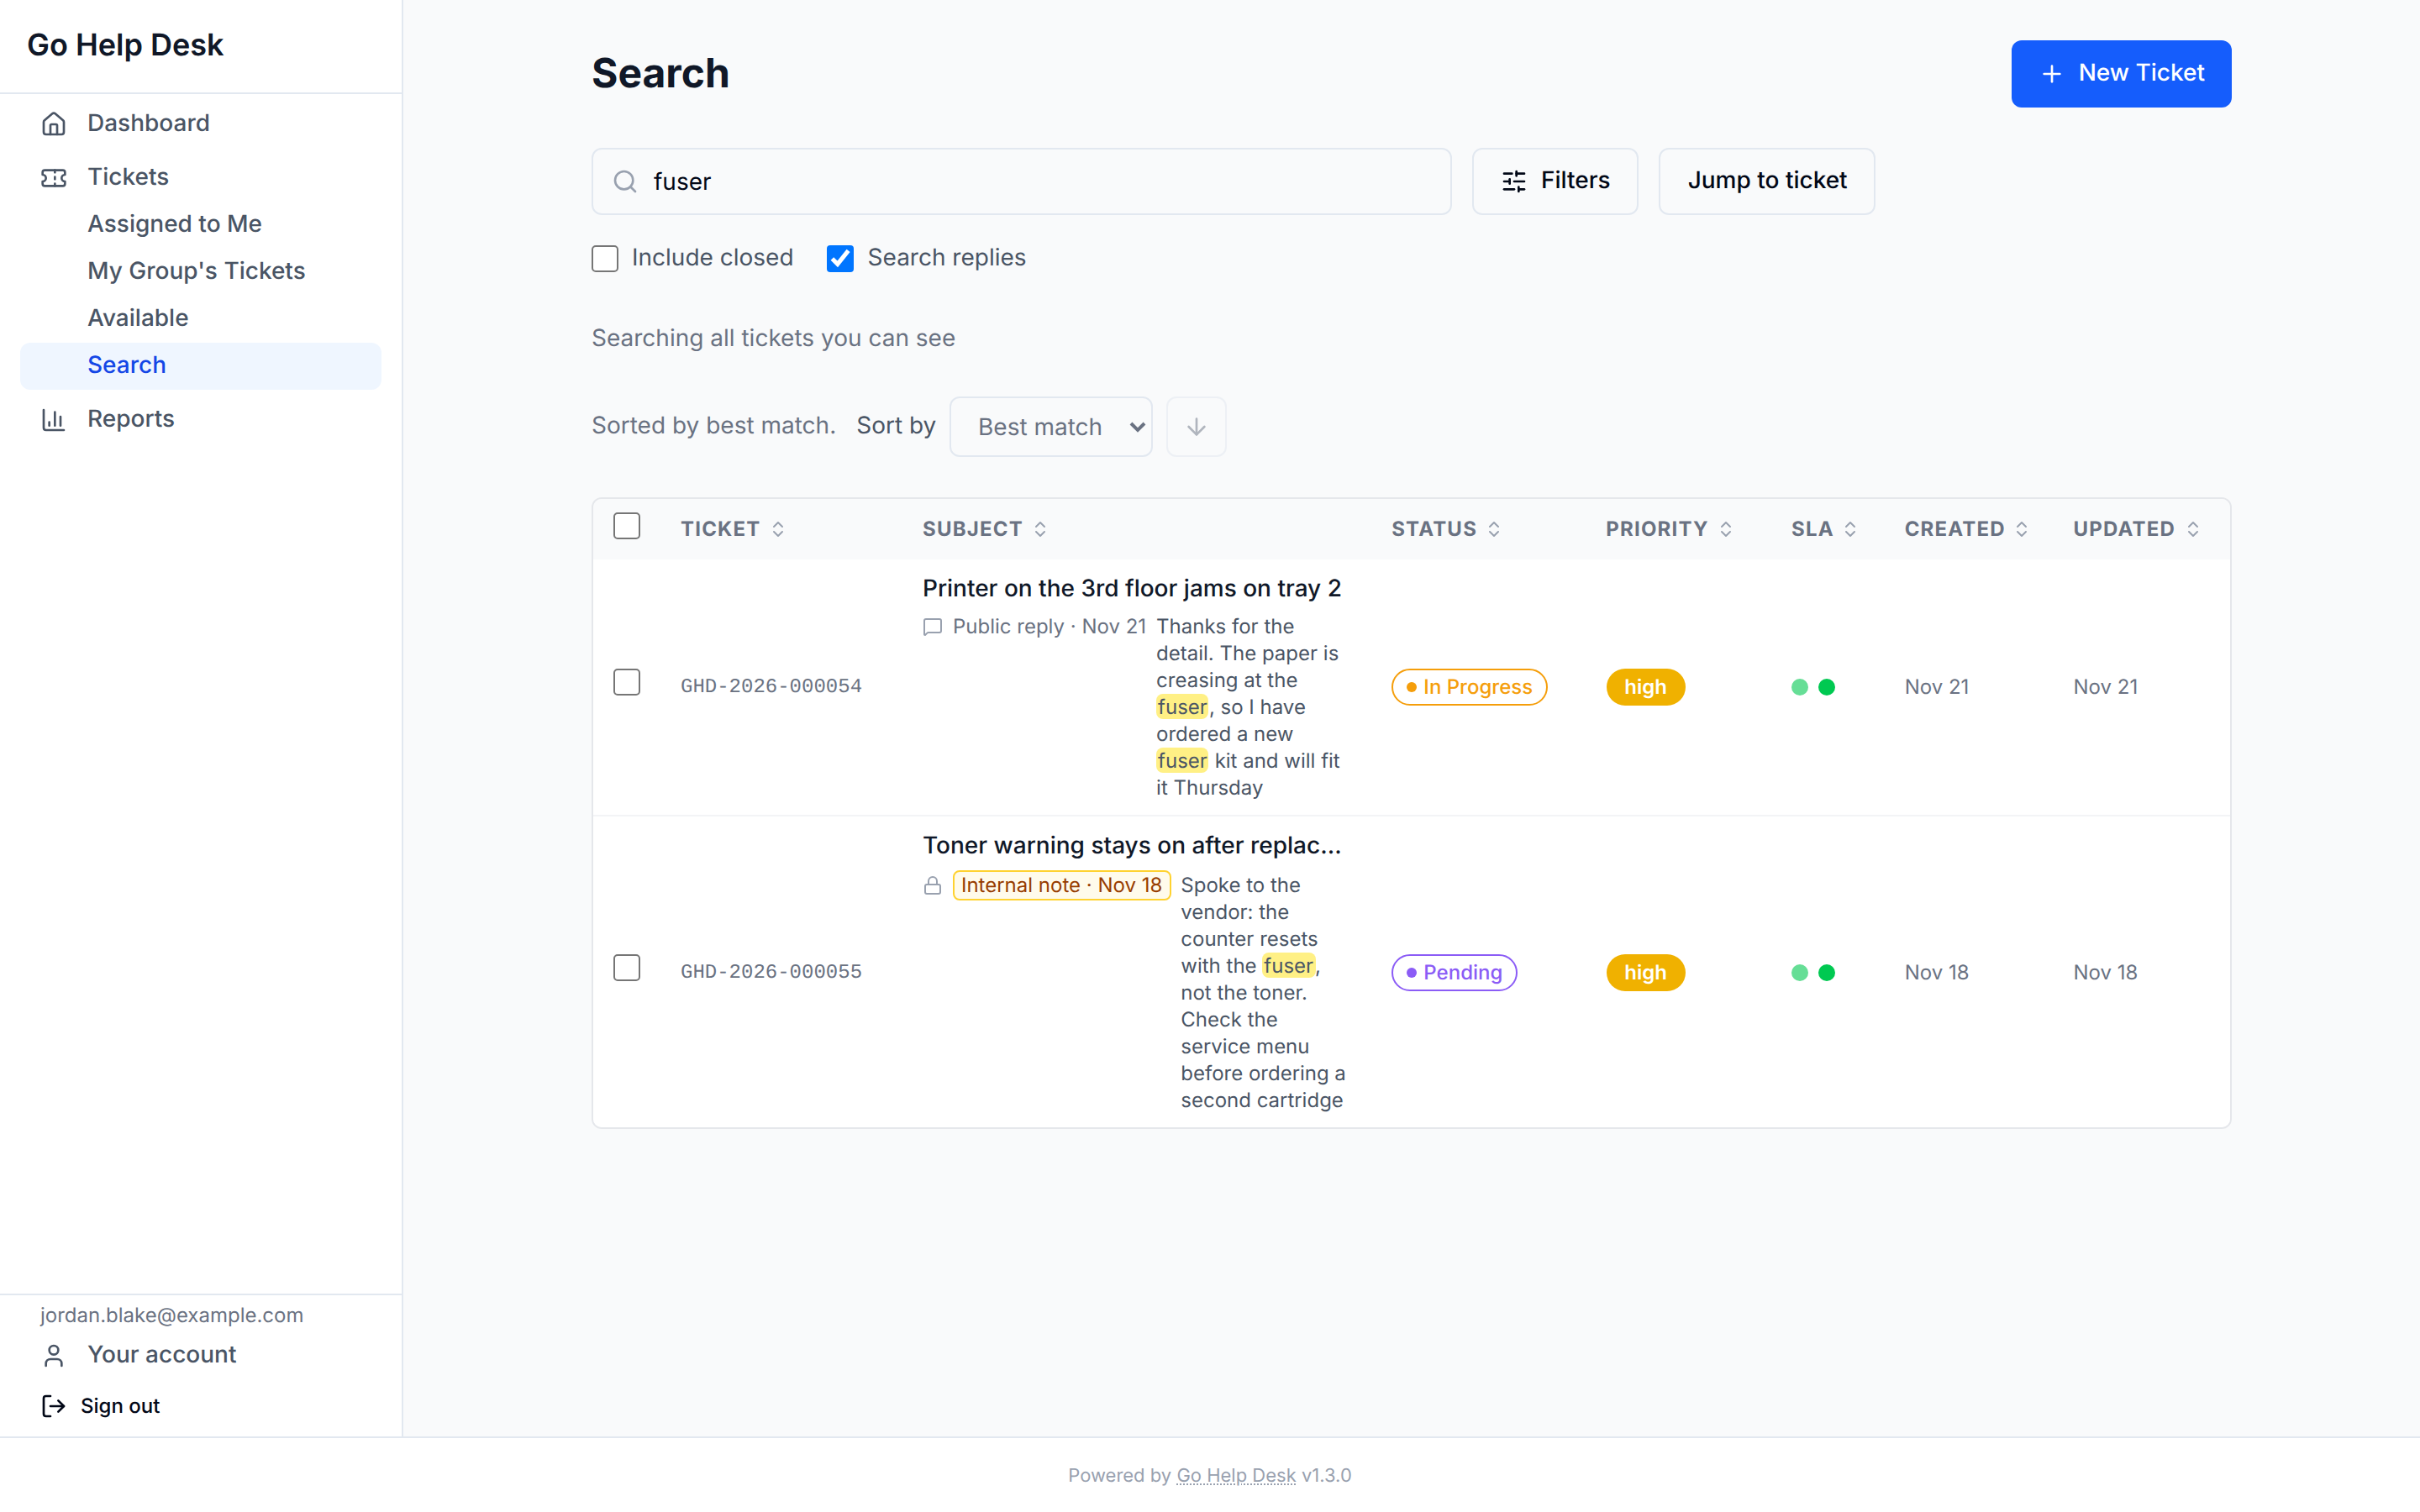 Go Help Desk
Dashboard
Tickets
Assigned to Me
My Group's Tickets
Available
Search
Reports
jordan.blake@example.com
Your account
Sign out
Search
New Ticket
fuser
Filters
Jump to ticket
Include closed
Search replies
Searching all tickets you can see
Sorted by best match. Sort by Best match
TICKET SUBJECT STATUS PRIORITY SLA CREATED UPDATED
GHD-2026-000054
Printer on the 3rd floor jams on tray 2
Public reply · Nov 21 Thanks for the
detail. The paper is
creasing at the
fuser, so I have
ordered a new
fuser kit and will fit
it Thursday
In Progress
high
Nov 21
Nov 21
GHD-2026-000055
Toner warning stays on after replac...
Internal note · Nov 18 Spoke to the
vendor: the
counter resets
with the fuser,
not the toner.
Check the
service menu
before ordering a
second cartridge
Pending
high
Nov 18
Nov 18
Powered by Go Help Desk v1.3.0